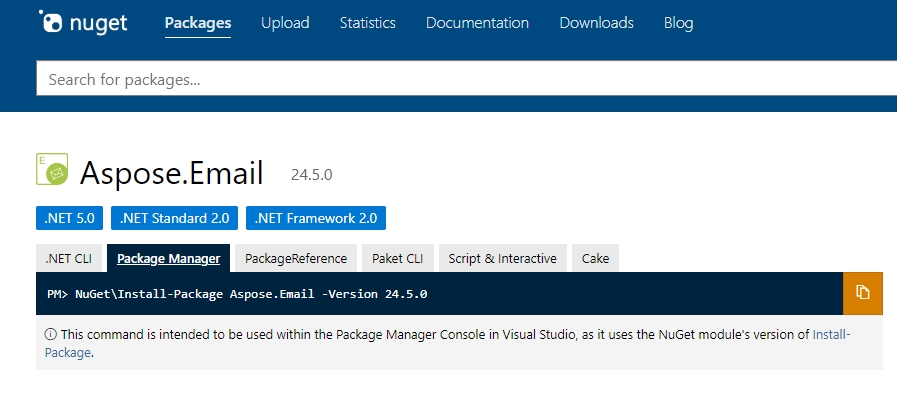 nuget Packages Upload Statistics Documentation Downloads Blog
Search for packages...
E
Aspose.Email 24.5.0
.NET 5.0 .NET Standard 2.0 .NET Framework 2.0
.NET CLI Package Manager PackageReference Paket CLI Script & Interactive Cake
PM> NuGet\Install-Package Aspose.Email -Version 24.5.0
This command is intended to be used within the Package Manager Console in Visual Studio, as it uses the NuGet module's version of Install-
Package.